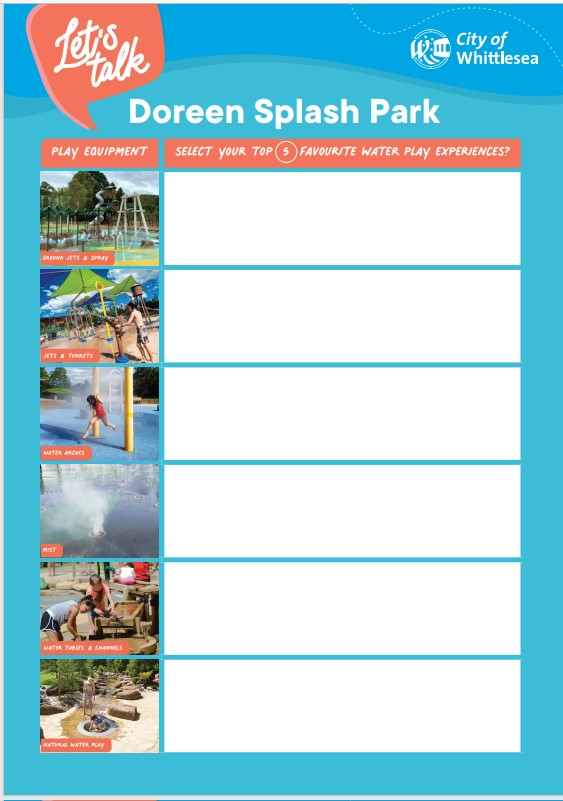 Let's
talk
City of
Whittlesea
Doreen Splash Park
PLAY EQUIPMENT
SELECT YOUR TOP 5 FAVOURITE WATER PLAY EXPERIENCES?
GROUND JETS & SPRAY
JETS & TURRETS
WATER ARCHES
MIST
WATER TABLES & CHANNELS
NATURAL WATER PLAY